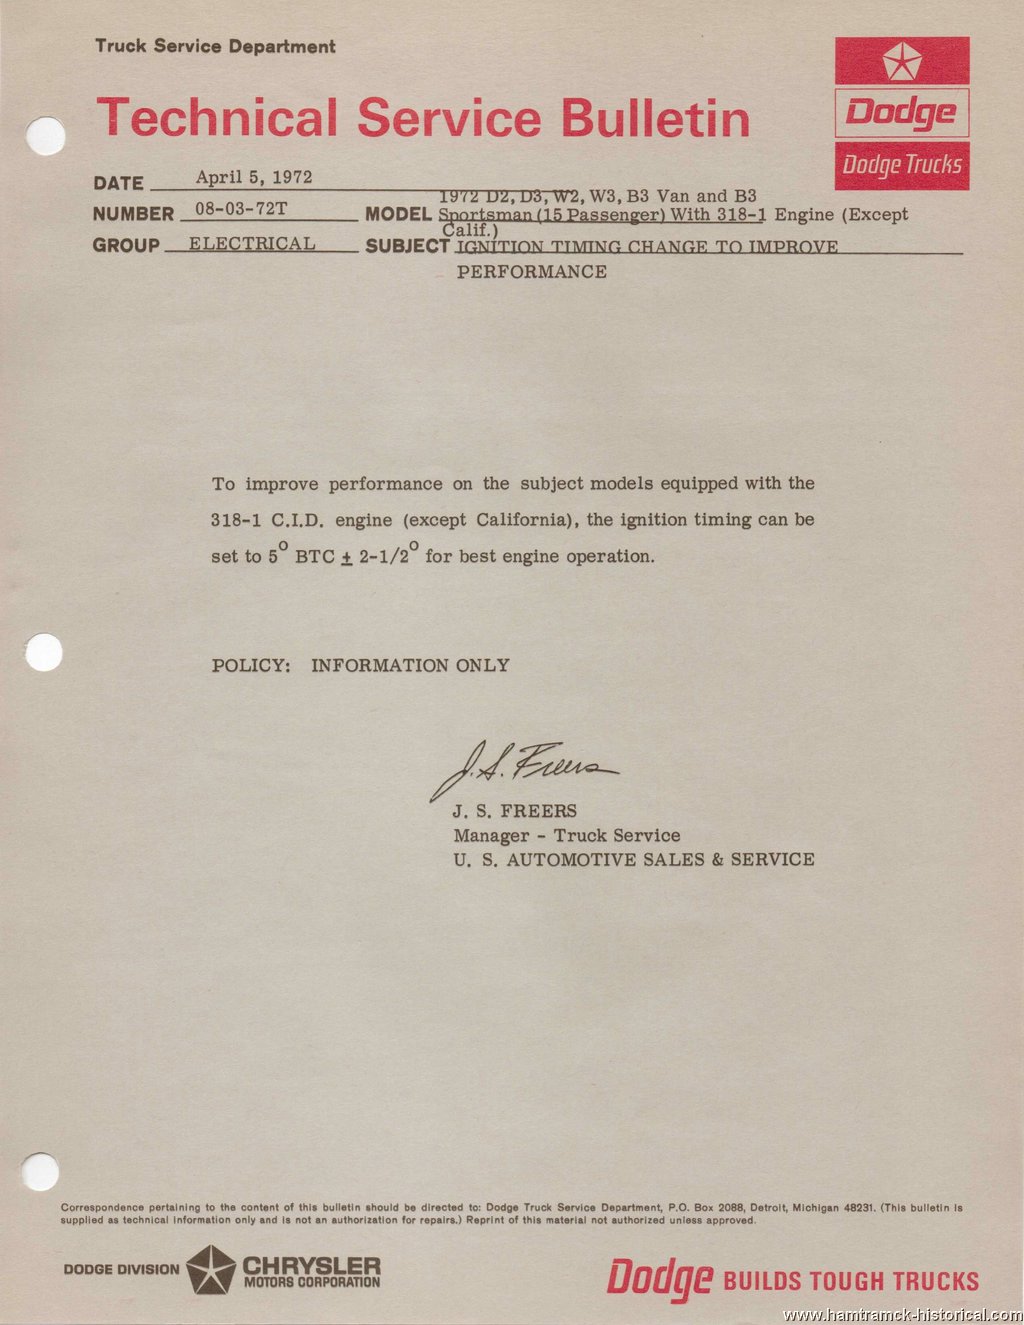 Truck Service Department
Technical Service Bulletin
Dodge
Dodge Trucks
DATE April 5, 1972
1972 D2, D3, W2, W3, B3 Van and B3
NUMBER 08-03-72T MODEL Sportsman (15 Passenger) With 318-1 Engine (Except
Calif.)
GROUP ELECTRICAL SUBJECT IGNITION TIMING CHANGE TO IMPROVE
PERFORMANCE
To improve performance on the subject models equipped with the
318-1 C.I.D. engine (except California), the ignition timing can be
set to 5° BTC ± 2-1/2° for best engine operation.
POLICY: INFORMATION ONLY
J. S. Freers
J. S. FREERS
Manager - Truck Service
U. S. AUTOMOTIVE SALES & SERVICE
Correspondence pertaining to the content of this bulletin should be directed to: Dodge Truck Service Department, P.O. Box 2088, Detroit, Michigan 48231. (This bulletin is
supplied as technical information only and is not an authorization for repairs.) Reprint of this material not authorized unless approved.
DODGE DIVISION CHRYSLER
MOTORS CORPORATION
Dodge BUILDS TOUGH TRUCKS
www.hamtramck-historical.com